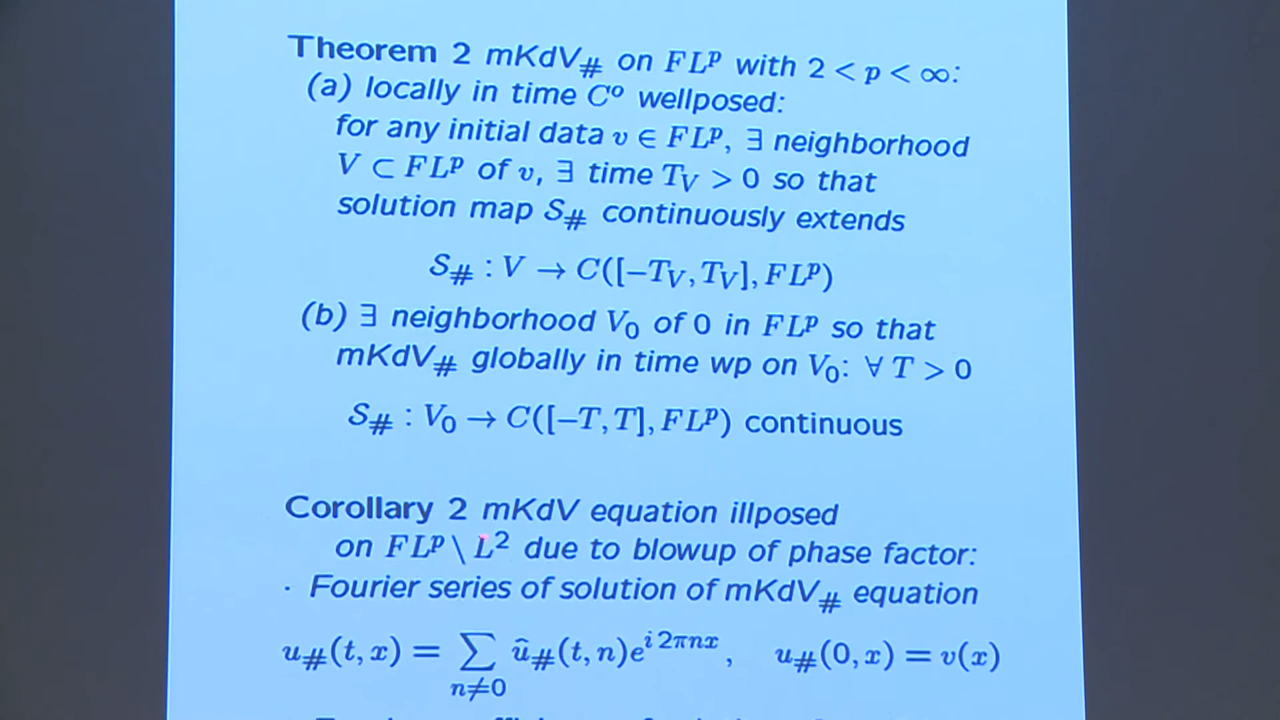 Theorem 2 mKdV# on FLᵖ with 2 < p < ∞:
(a) locally in time Cᵒ wellposed:
for any initial data v ∈ FLᵖ, ∃ neighborhood
V ⊂ FLᵖ of v, ∃ time T_V > 0 so that
solution map S# continuously extends
S# : V → C([−T_V, T_V], FLᵖ)
(b) ∃ neighborhood V₀ of 0 in FLᵖ so that
mKdV# globally in time wp on V₀: ∀ T > 0
S# : V₀ → C([−T, T], FLᵖ) continuous
Corollary 2 mKdV equation illposed
on FLᵖ \ L² due to blowup of phase factor:
· Fourier series of solution of mKdV# equation
u#(t, x) = ∑_{n≠0} û#(t, n)e^{i2πnx}, u#(0, x) = v(x)